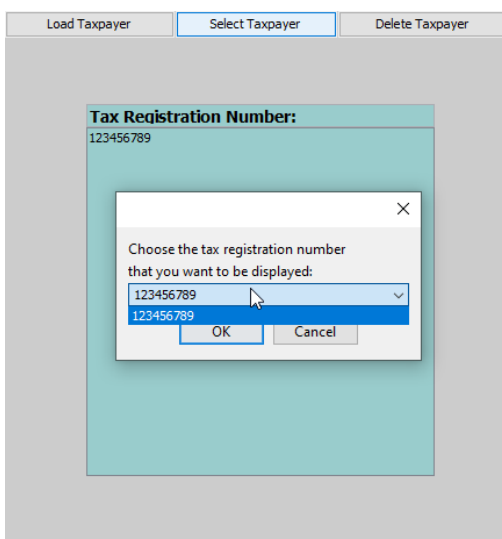 Load Taxpayer Select Taxpayer Delete Taxpayer
Tax Registration Number:
123456789
Choose the tax registration number
that you want to be displayed:
123456789
123456789
OK Cancel